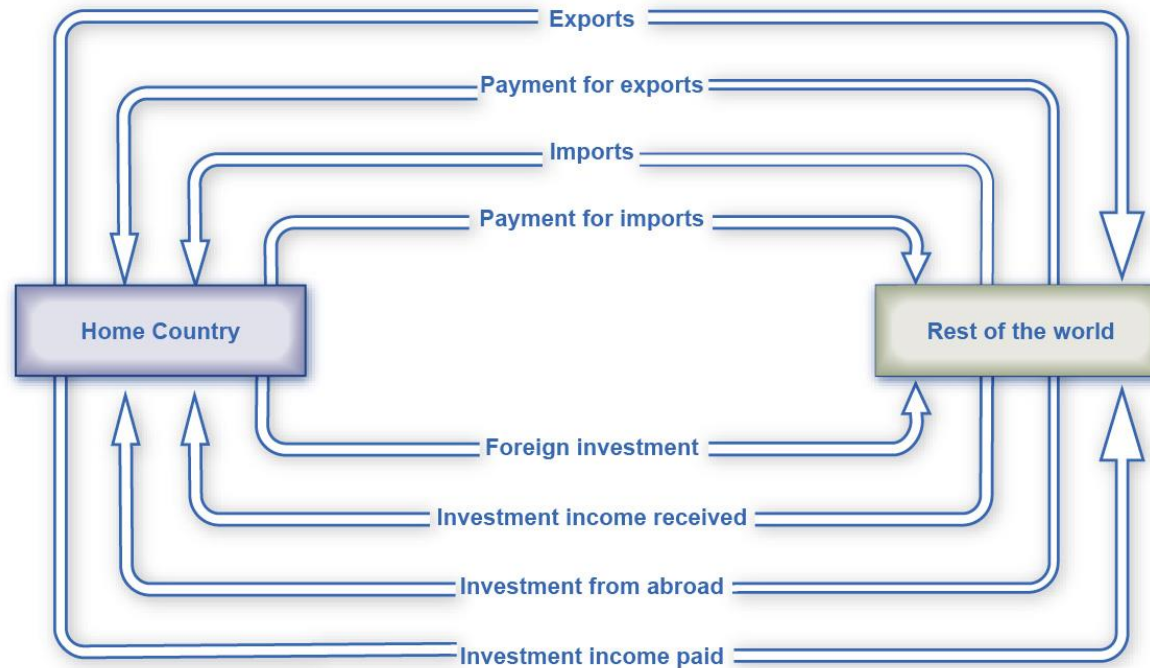 Exports
Payment for exports
Imports
Payment for imports
Home Country
Rest of the world
Foreign investment
Investment income received
Investment from abroad
Investment income paid